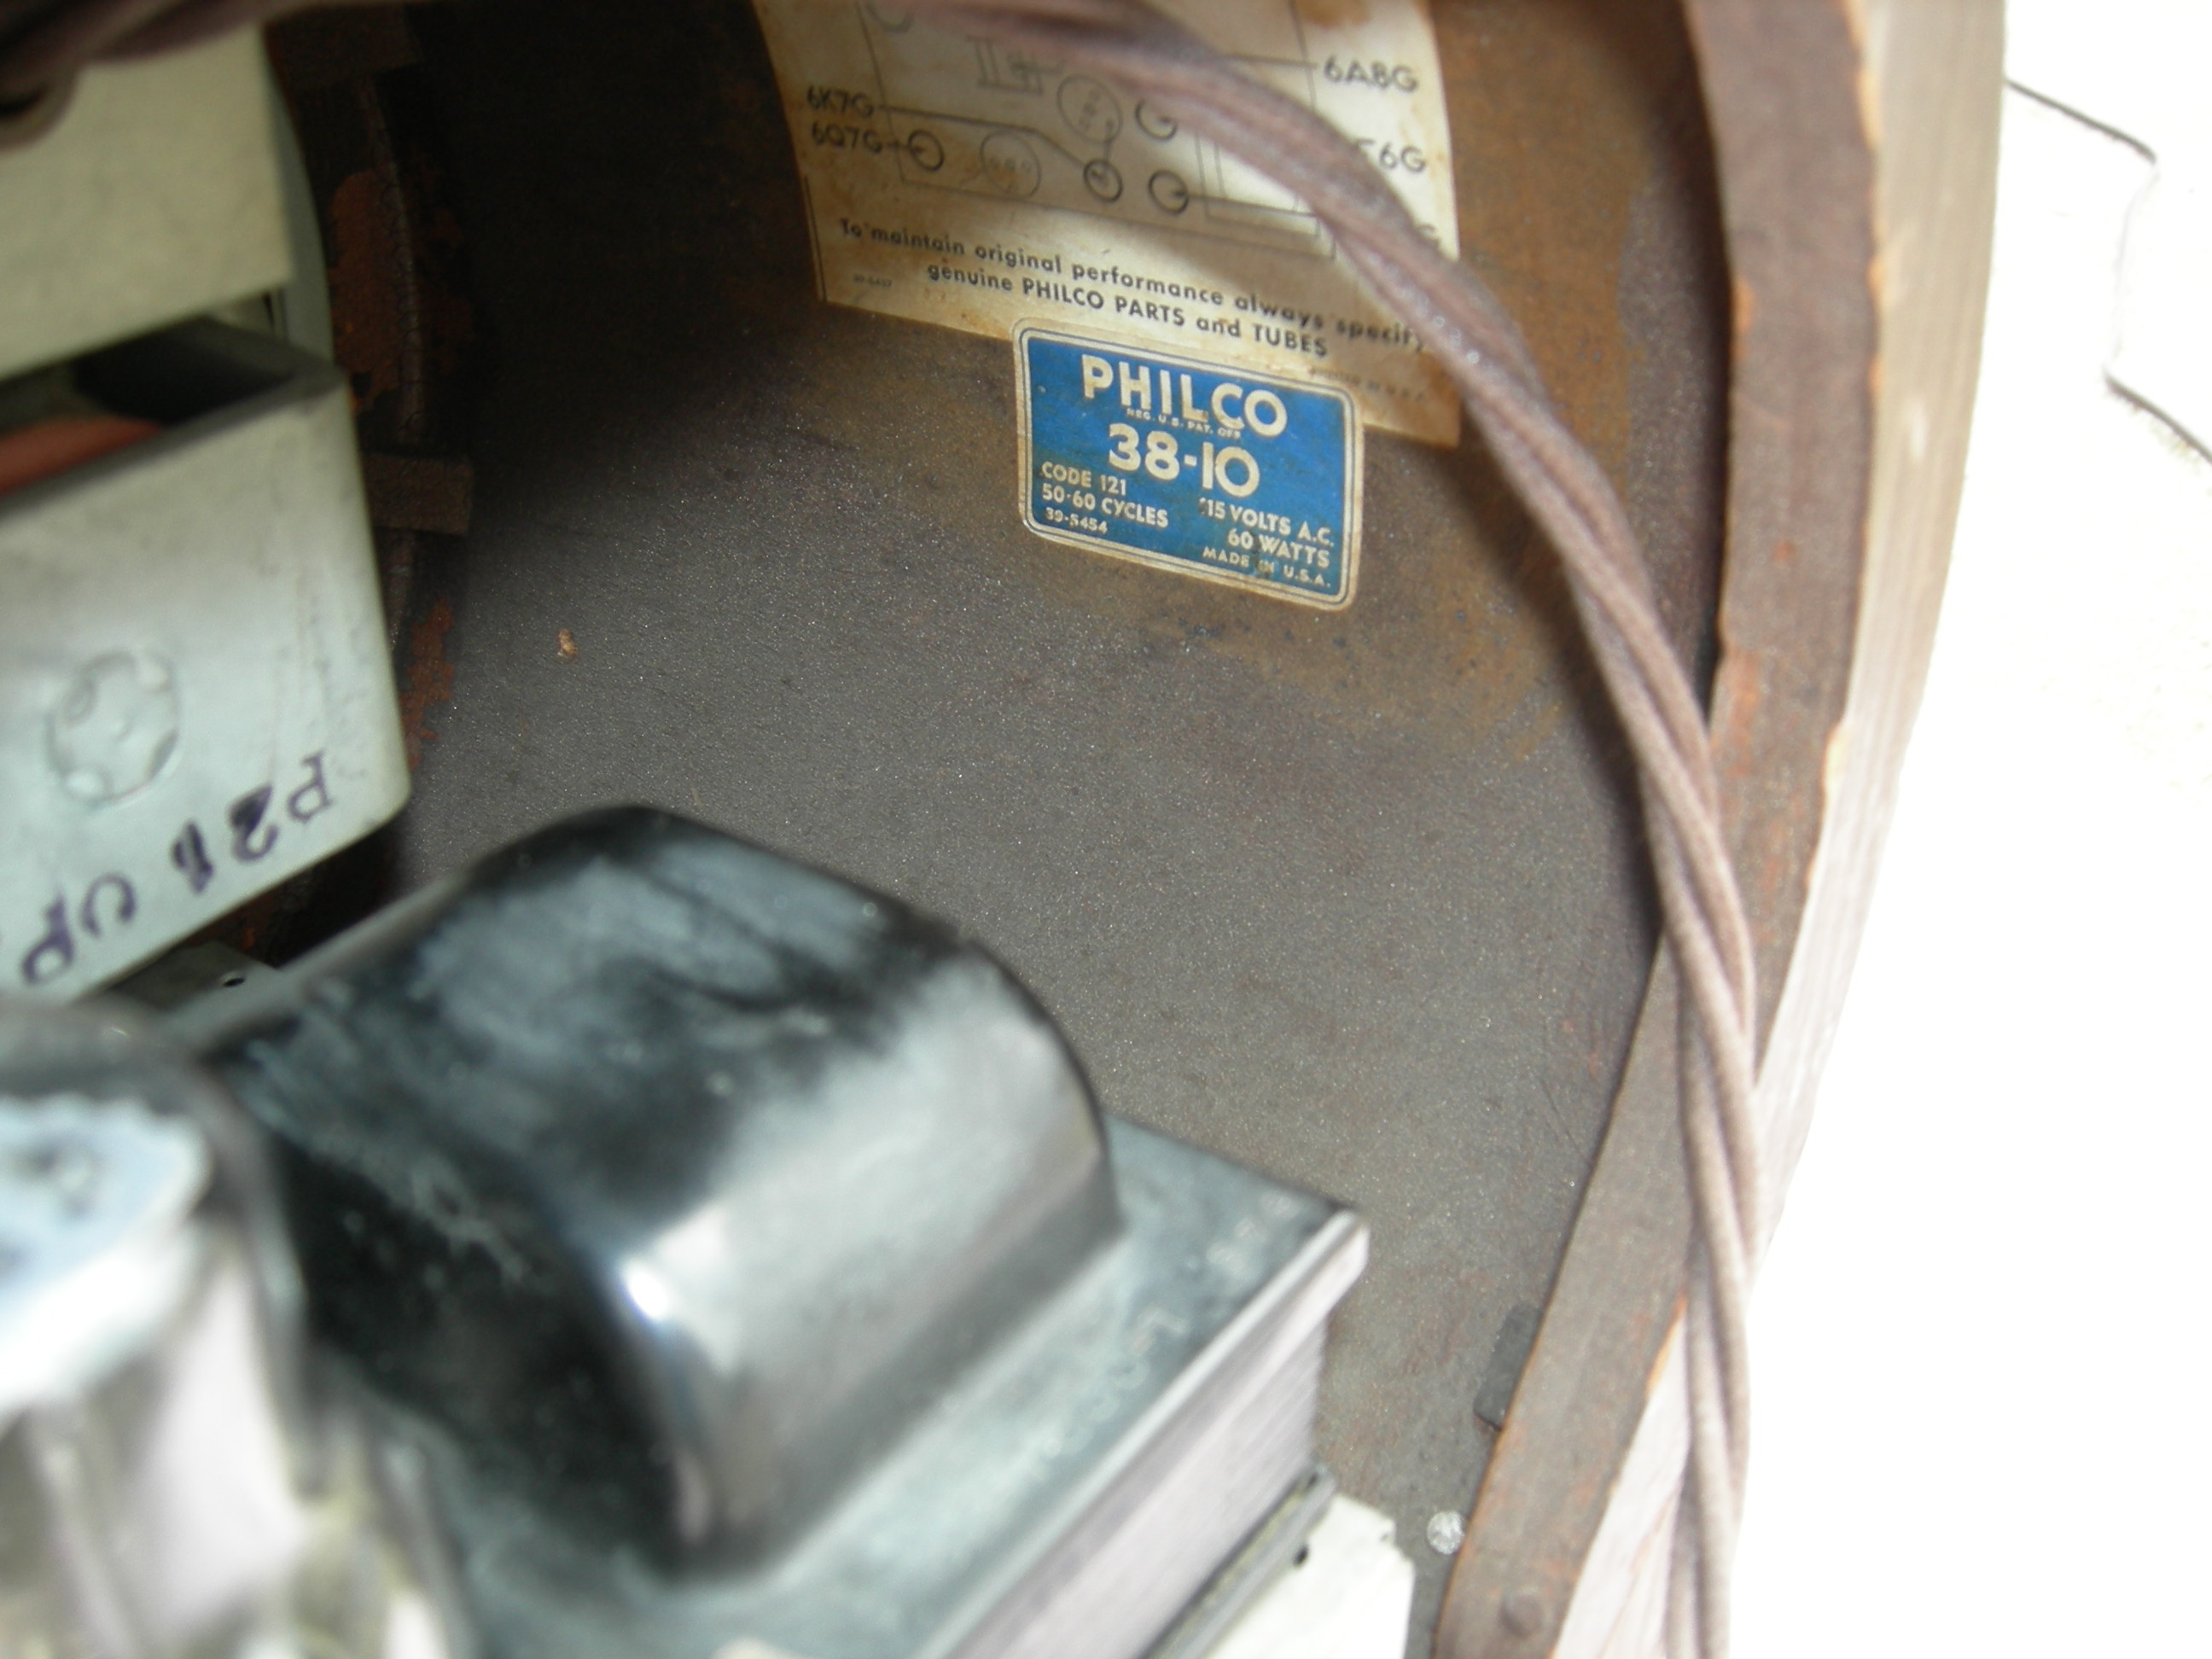 6A8G
6K7G
6Q7G
6G
To maintain original performance always specify
genuine PHILCO PARTS and TUBES
PHILCO
REG. U.S. PAT. OFF.
38-10
CODE 121
50-60 CYCLES
115 VOLTS A.C.
39-5454
60 WATTS
MADE IN U.S.A.
P28 UP